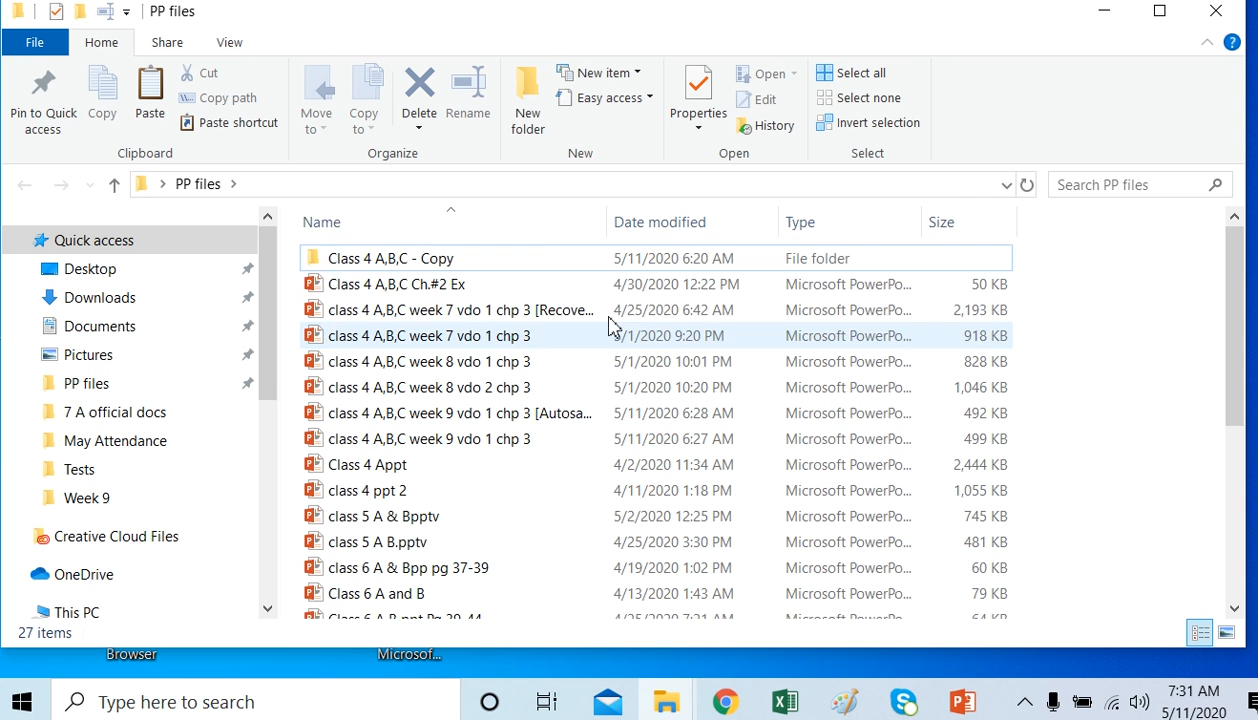 PP files
File Home Share View
Pin to Quick access
Copy
Paste
Cut
Copy path
Paste shortcut
Clipboard
Move to
Copy to
Delete
Rename
Organize
New folder
New item
Easy access
New
Properties
Open
Edit
History
Open
Select all
Select none
Invert selection
Select
PP files
Search PP files
Quick access
Desktop
Downloads
Documents
Pictures
PP files
7 A official docs
May Attendance
Tests
Week 9
Creative Cloud Files
OneDrive
This PC
Name Date modified Type Size
Class 4 A,B,C - Copy 5/11/2020 6:20 AM File folder
Class 4 A,B,C Ch.#2 Ex 4/30/2020 12:22 PM Microsoft PowerPo... 50 KB
class 4 A,B,C week 7 vdo 1 chp 3 [Recove... 4/25/2020 6:42 AM Microsoft PowerPo... 2,193 KB
class 4 A,B,C week 7 vdo 1 chp 3 5/1/2020 9:20 PM Microsoft PowerPo... 918 KB
class 4 A,B,C week 8 vdo 1 chp 3 5/1/2020 10:01 PM Microsoft PowerPo... 828 KB
class 4 A,B,C week 8 vdo 2 chp 3 5/1/2020 10:20 PM Microsoft PowerPo... 1,046 KB
class 4 A,B,C week 9 vdo 1 chp 3 [Autosa... 5/11/2020 6:28 AM Microsoft PowerPo... 492 KB
class 4 A,B,C week 9 vdo 1 chp 3 5/11/2020 6:27 AM Microsoft PowerPo... 499 KB
Class 4 Appt 4/2/2020 11:34 AM Microsoft PowerPo... 2,444 KB
class 4 ppt 2 4/11/2020 1:18 PM Microsoft PowerPo... 1,055 KB
class 5 A & Bpptv 5/2/2020 12:25 PM Microsoft PowerPo... 745 KB
class 5 A B.pptv 4/25/2020 3:30 PM Microsoft PowerPo... 481 KB
class 6 A & Bpp pg 37-39 4/19/2020 1:02 PM Microsoft PowerPo... 60 KB
Class 6 A and B 4/13/2020 1:43 AM Microsoft PowerPo... 79 KB
27 items
Browser
Microsof...
Type here to search
7:31 AM
5/11/2020